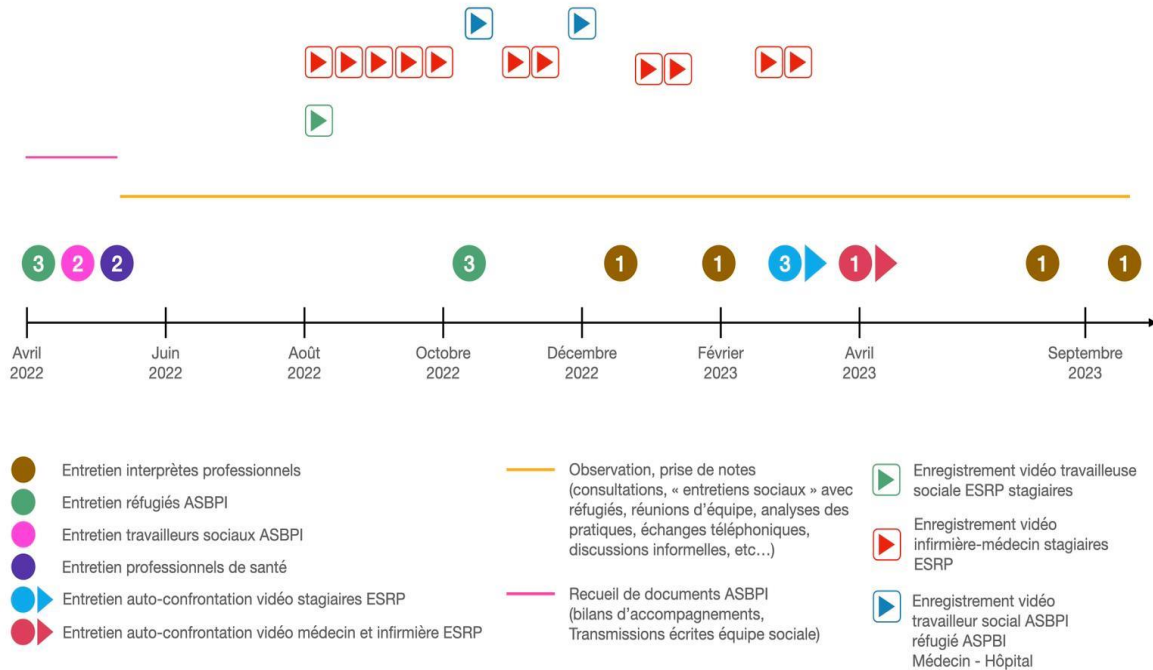 3 2 2 3 1 1 3 1 1 1
Avril
2022
Juin
2022
Août
2022
Octobre
2022
Décembre
2022
Février
2023
Avril
2023
Septembre
2023
Entretien interprètes professionnels
Entretien réfugiés ASBPI
Entretien travailleurs sociaux ASBPI
Entretien professionnels de santé
Entretien auto-confrontation vidéo stagiaires ESRP
Entretien auto-confrontation vidéo médecin et infirmière ESRP
Observation, prise de notes
(consultations, « entretiens sociaux » avec
réfugiés, réunions d'équipe, analyses des
pratiques, échanges téléphoniques,
discussions informelles, etc…)
Recueil de documents ASBPI
(bilans d'accompagnements,
Transmissions écrites équipe sociale)
Enregistrement vidéo travailleuse
sociale ESRP stagiaires
Enregistrement vidéo
infirmière-médecin stagiaires
ESRP
Enregistrement vidéo
travailleur social ASBPI
réfugié ASPBI
Médecin - Hôpital